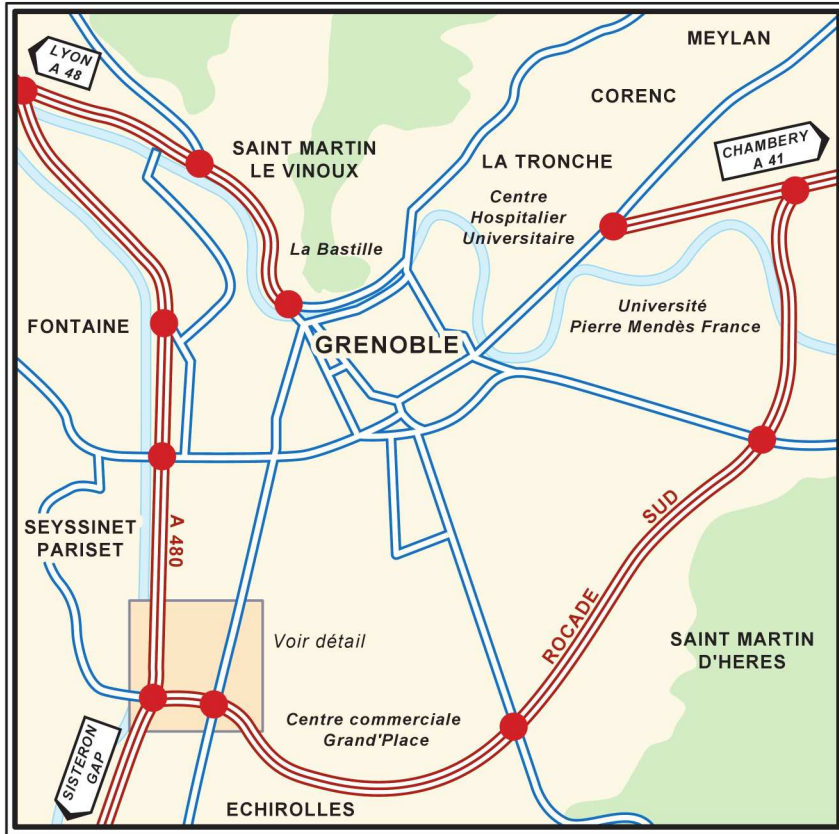 MEYLAN
LYON
A 48
CORENC
SAINT MARTIN
LE VINOUX
LA TRONCHE
CHAMBERY
A 41
Centre
Hospitalier
Universitaire
La Bastille
Université
Pierre Mendès France
FONTAINE
GRENOBLE
SEYSSINET
PARISET
A 480
SUD
ROCADE
Voir détail
SAINT MARTIN
D'HERES
Centre commerciale
Grand'Place
SISTERON
GAP
ECHIROLLES